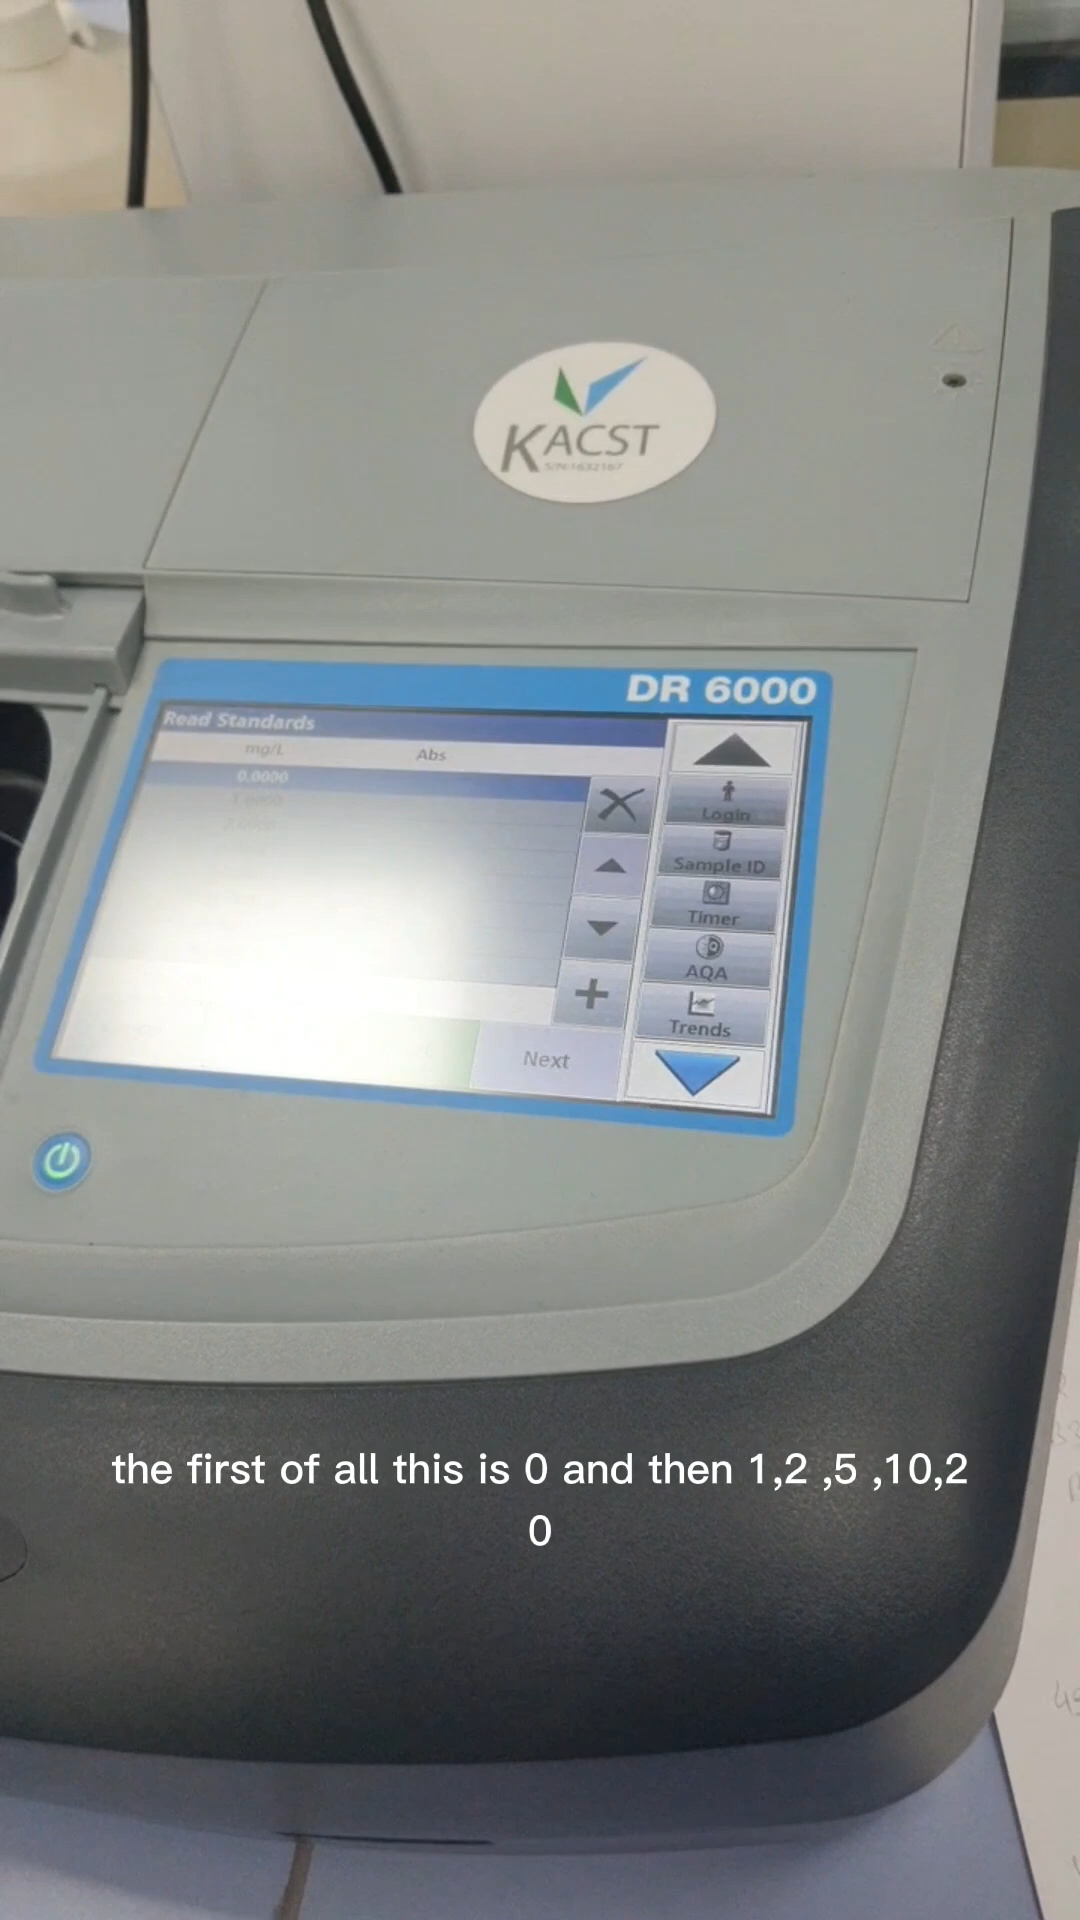 KACST
S/N:1632167
DR 6000
Read Standards
mg/L Abs
0.0000
Login
Sample ID
Timer
AQA
Trends
Next
the first of all this is 0 and then 1,2 ,5 ,10,2
0